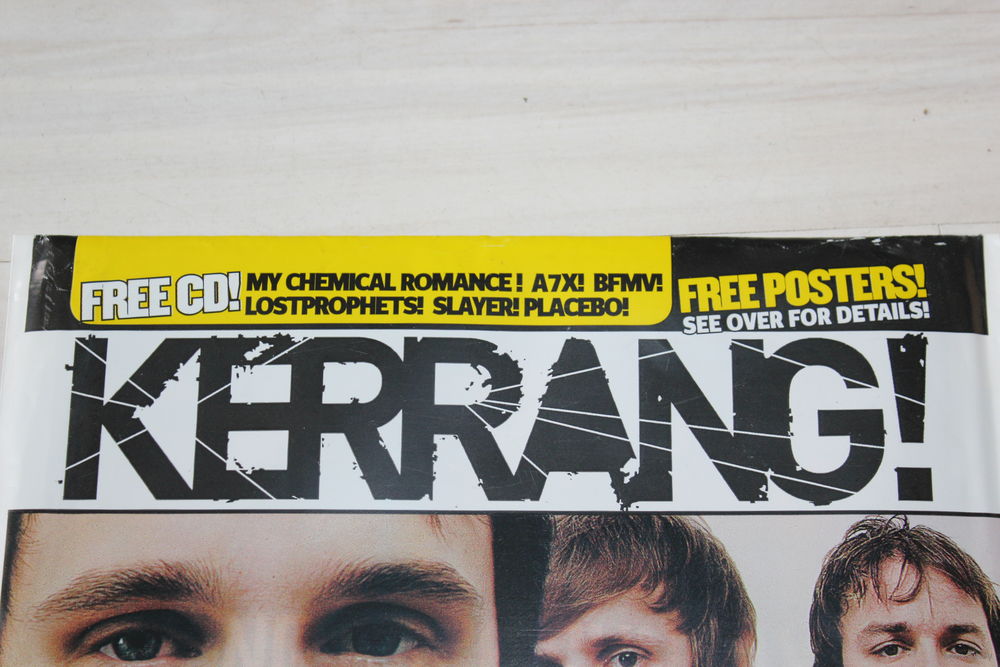 FREE CD! MY CHEMICAL ROMANCE! A7X! BFMV!
LOSTPROPHETS! SLAYER! PLACEBO!
FREE POSTERS!
SEE OVER FOR DETAILS!
KERRANG!